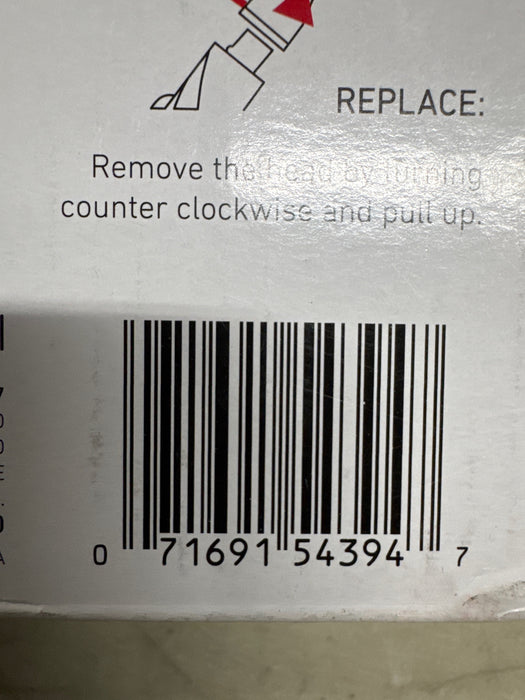 REPLACE:
Remove the head by turning
counter clockwise and pull up.
0 71691 54394 7